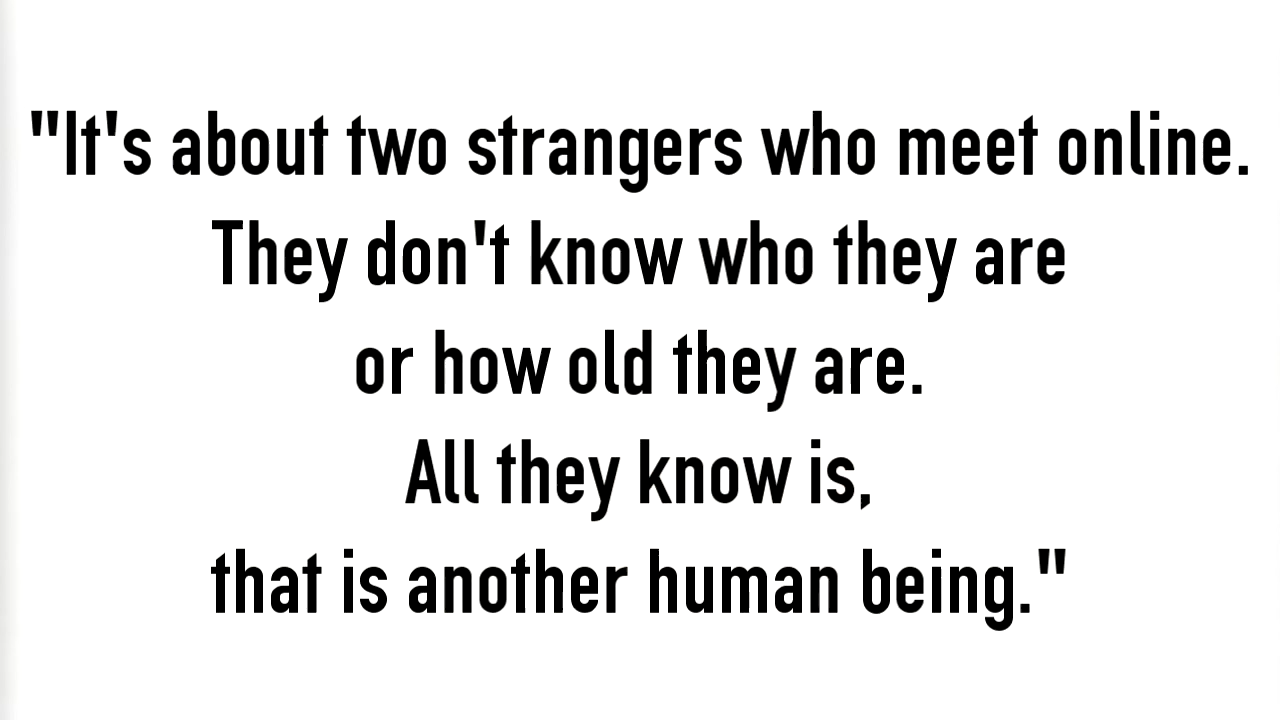 "It's about two strangers who meet online.
They don't know who they are
or how old they are.
All they know is,
that is another human being."